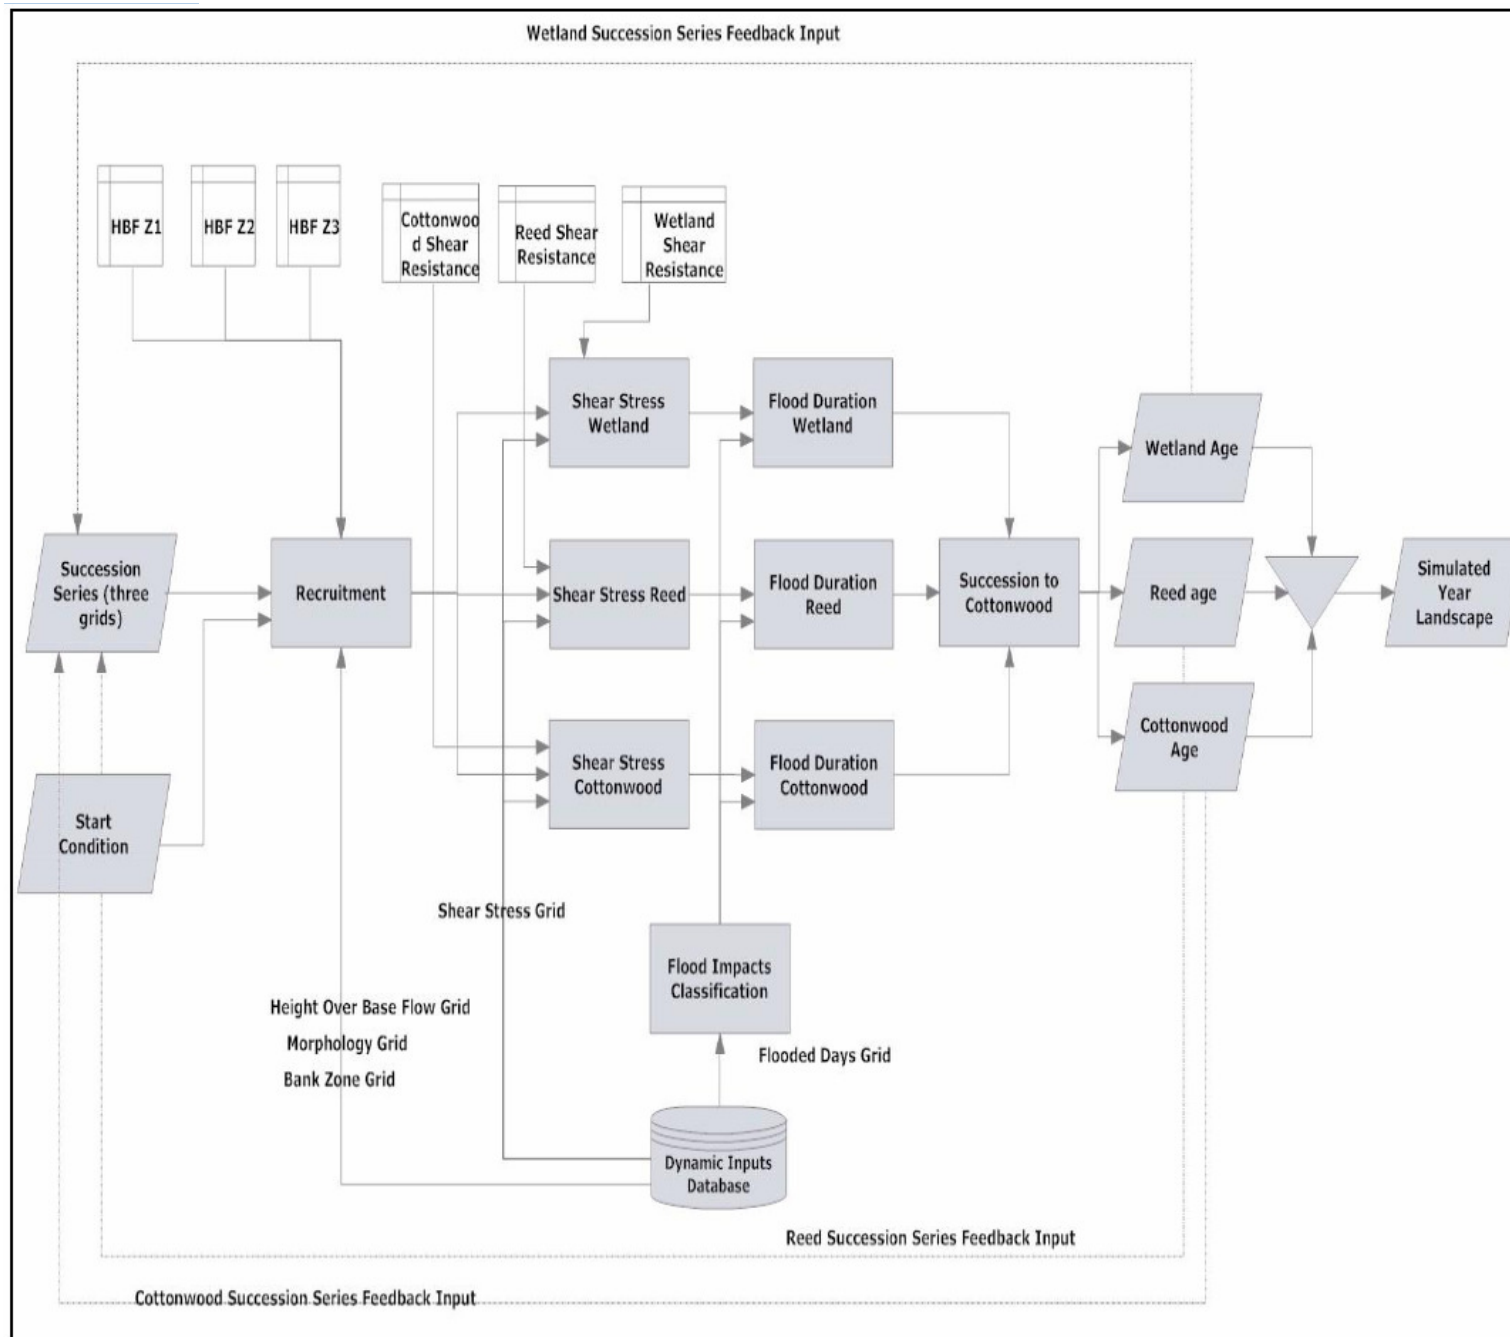 Wetland Succession Series Feedback Input
HBF Z1
HBF Z2
HBF Z3
Cottonwoo
d Shear
Resistance
Reed Shear
Resistance
Wetland
Shear
Resistance
Shear Stress
Wetland
Flood Duration
Wetland
Wetland Age
Succession
Series (three
grids)
Recruitment
Shear Stress Reed
Flood Duration
Reed
Succession to
Cottonwood
Reed age
Simulated
Year
Landscape
Start
Condition
Shear Stress
Cottonwood
Flood Duration
Cottonwood
Cottonwood
Age
Shear Stress Grid
Flood Impacts
Classification
Height Over Base Flow Grid
Morphology Grid
Bank Zone Grid
Flooded Days Grid
Dynamic Inputs
Database
Reed Succession Series Feedback Input
Cottonwood Succession Series Feedback Input